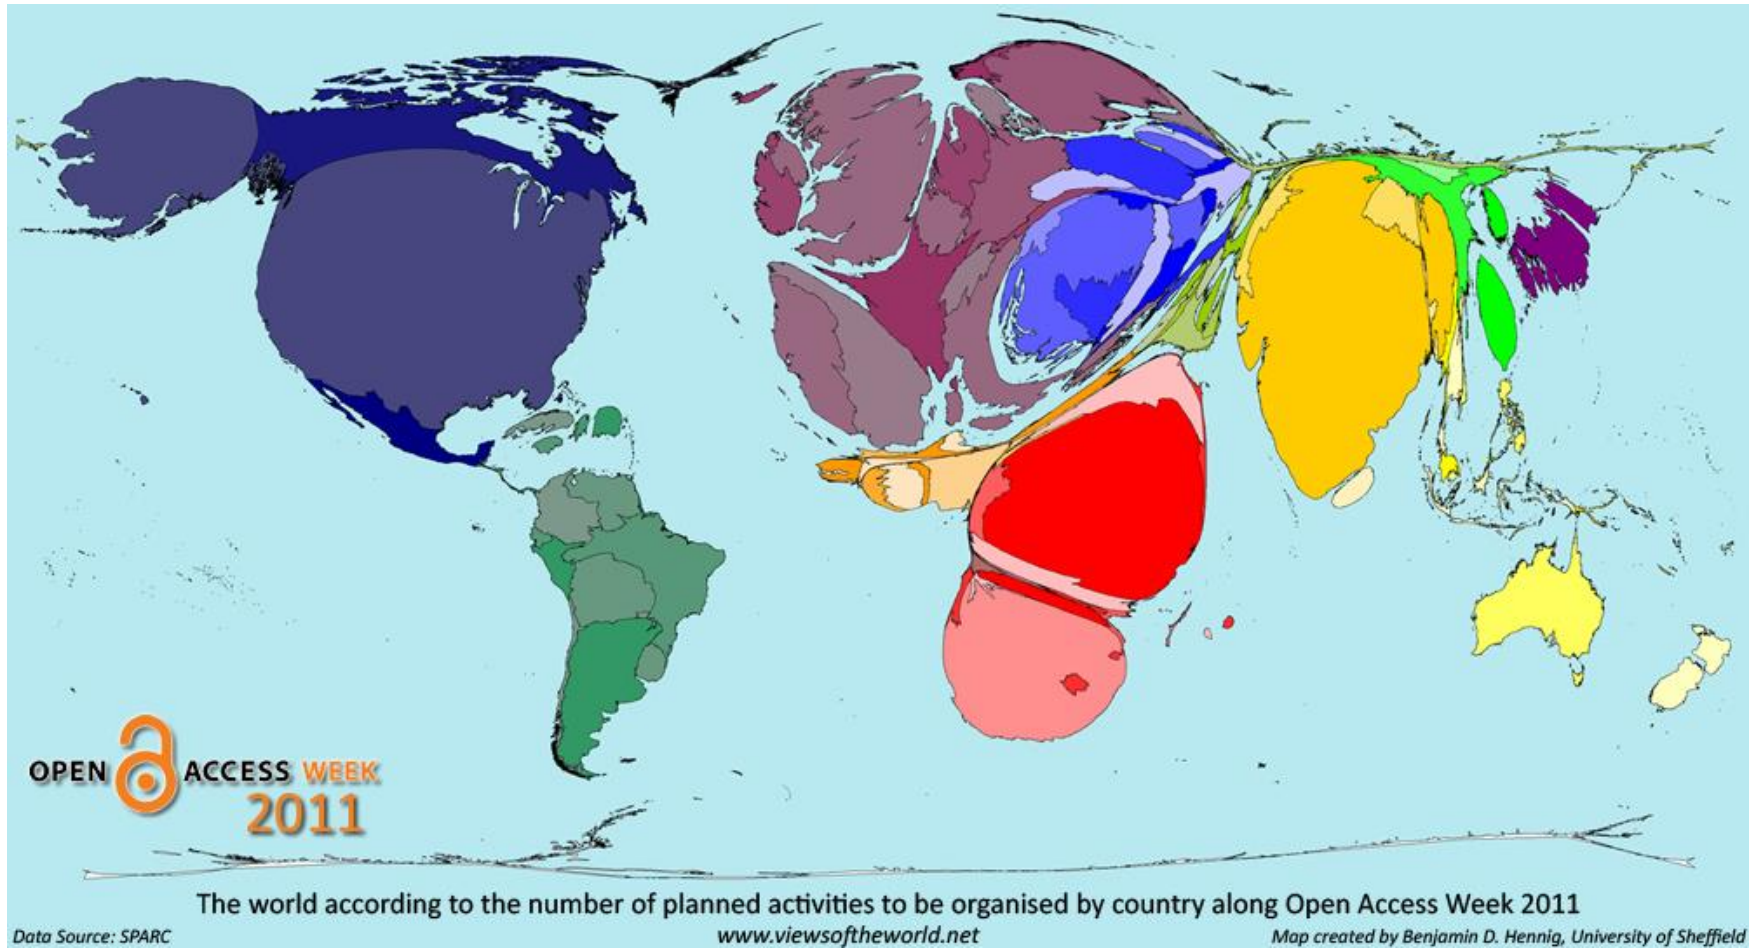 OPEN ACCESS WEEK
2011
The world according to the number of planned activities to be organised by country along Open Access Week 2011
Data Source: SPARC
www.viewsoftheworld.net
Map created by Benjamin D. Hennig, University of Sheffield